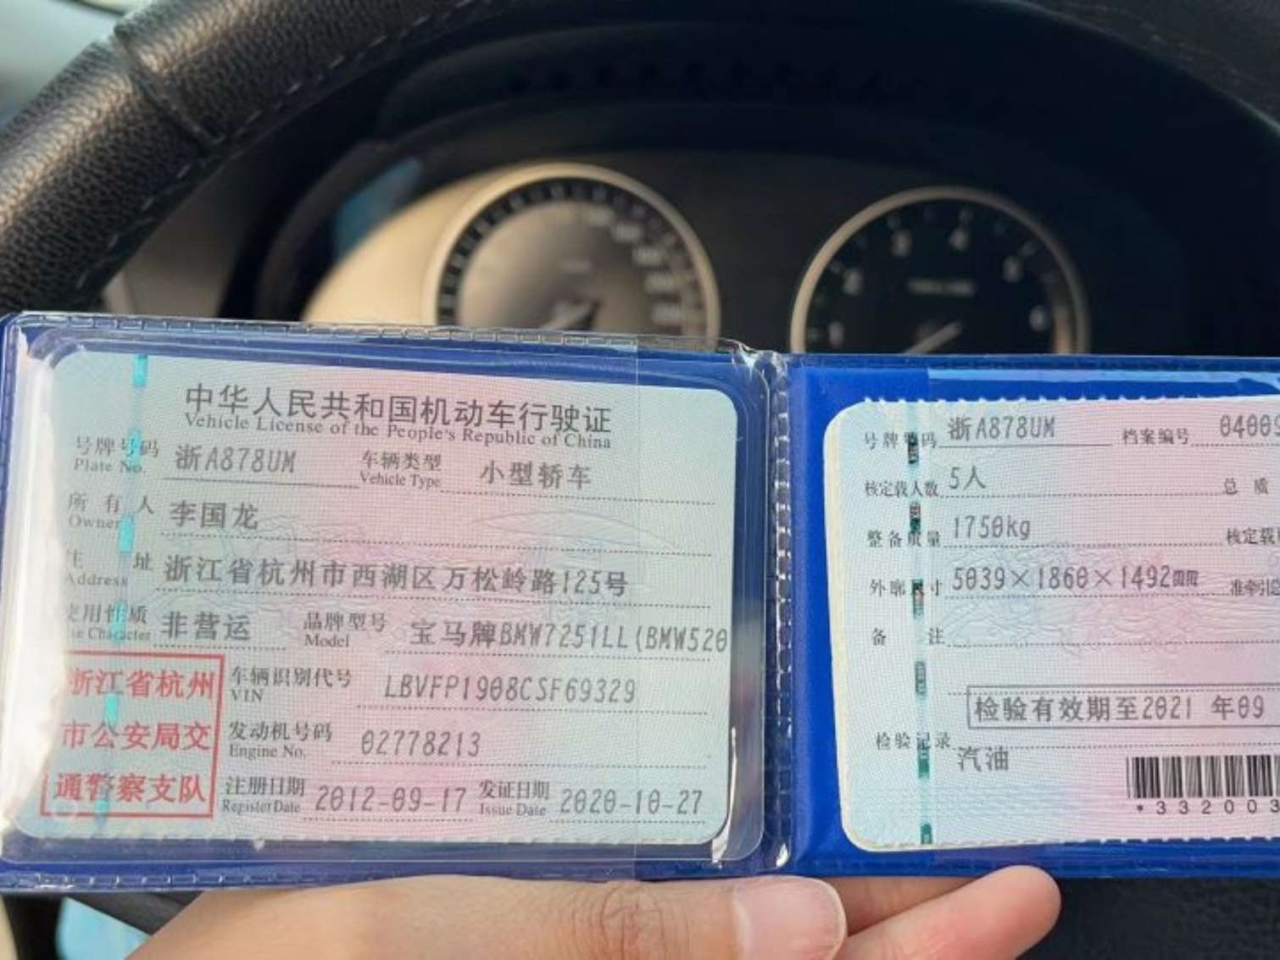 中华人民共和国机动车行驶证
Vehicle License of the People's Republic of China
号牌号码 浙A878UM 车辆类型 小型轿车
Plate No. Vehicle Type
所有人 李国龙
Owner
住址 浙江省杭州市西湖区万松岭路125号
Address
使用性质 非营运 品牌型号 宝马牌BMW7251LL(BMW520
Use Character Model
浙江省杭州
市公安局交
通警察支队
车辆识别代号 LBVFP1908CSF69329
VIN
发动机号码 02778213
Engine No.
注册日期 2012-09-17 发证日期 2020-10-27
Register Date Issue Date
号牌号码 浙A878UM 档案编号 04009
核定载人数 5人 总质
整备质量 1750kg 核定载
外廓尺寸 5039×1860×1492mm 准牵引
备注
检验有效期至2021 年09
检验记录
汽油
*332003
1 2 3 4 5 6